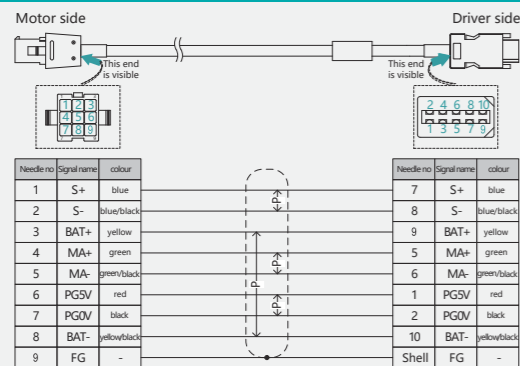 Motor side Driver side
This end
is visible
This end
is visible
1 2 3
4 5 6
7 8 9
2 4 6 8 10
1 3 5 7 9
Needle no Signal name colour Needle no Signal name colour
1 S+ blue 7 S+ blue
P
2 S- blue/black 8 S- blue/black
3 BAT+ yellow 9 BAT+ yellow
4 MA+ green 5 MA+ green
P
5 MA- green/black 6 MA- green/black
P
6 PG5V red 1 PG5V red
P
7 PG0V black 2 PG0V black
8 BAT- yellow/black 10 BAT- yellow/black
9 FG - Shell FG -